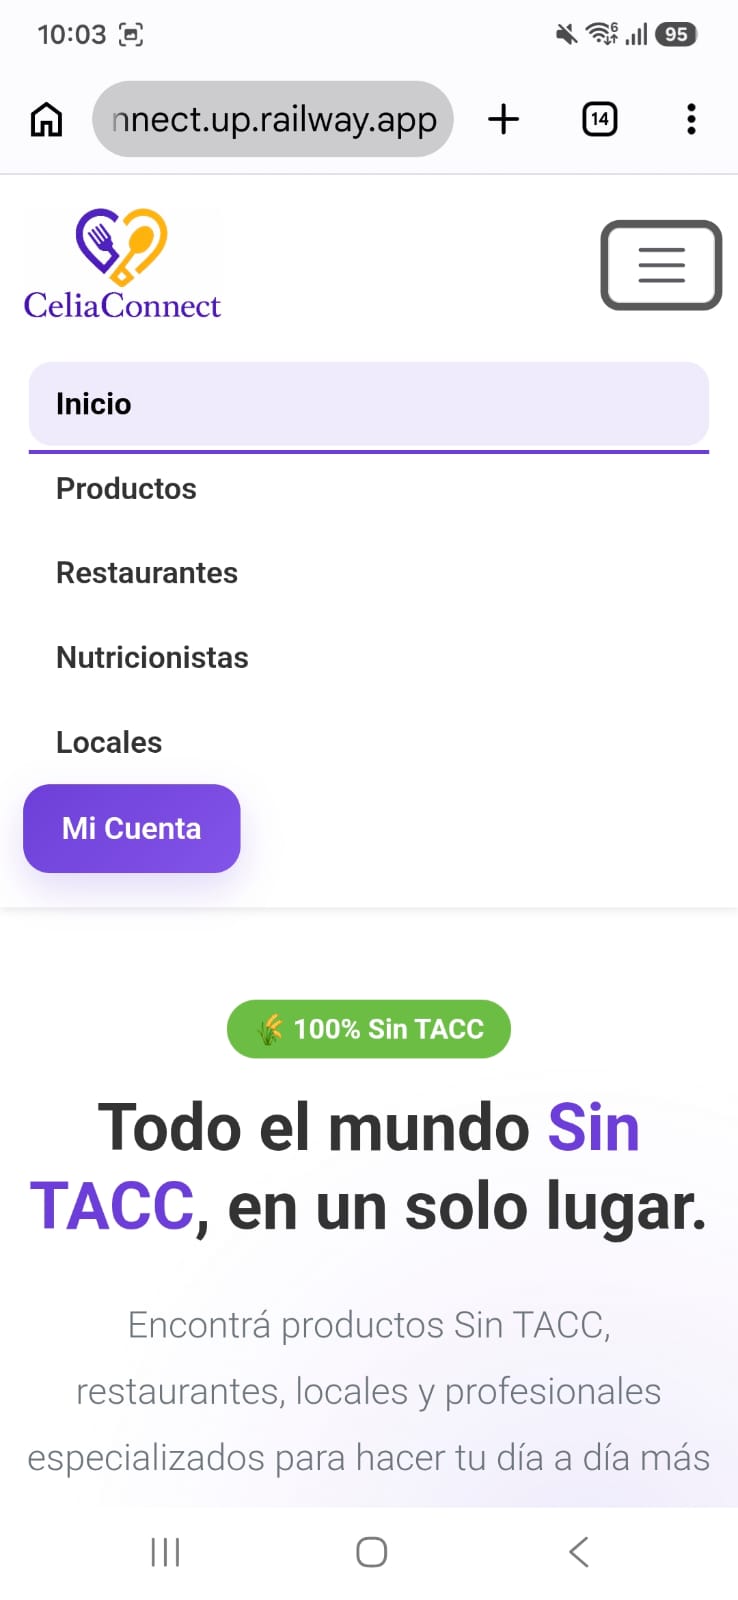 10:03
6
95
nnect.up.railway.app
14
CeliaConnect
Inicio
Productos
Restaurantes
Nutricionistas
Locales
Mi Cuenta
100% Sin TACC
Todo el mundo Sin
TACC, en un solo lugar.
Encontrá productos Sin TACC,
restaurantes, locales y profesionales
especializados para hacer tu día a día más